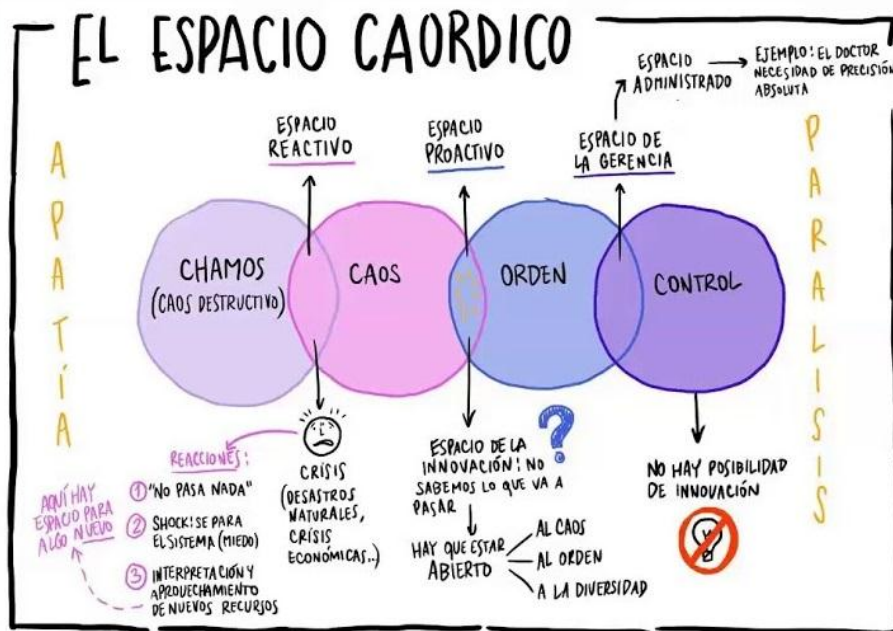 EL ESPACIO CAORDICO
ESPACIO
ADMINISTRADO
EJEMPLO: EL DOCTOR
NECESIDAD DE PRECISIÓN
ABSOLUTA
ESPACIO
REACTIVO
ESPACIO
PROACTIVO
ESPACIO DE
LA GERENCIA
APATÍA
PARALISIS
CHAMOS
(CAOS DESTRUCTIVO)
CAOS
ORDEN
CONTROL
REACCIONES:
1 "NO PASA NADA"
2 SHOCK! SE PARA
EL SISTEMA (MIEDO)
3 INTERPRETACIÓN Y
APROVECHAMIENTO
DE NUEVOS RECURSOS
AQUÍ HAY
ESPACIO PARA
ALGO NUEVO
CRISIS
(DESASTROS
NATURALES,
CRISIS
ECONÓMICAS..)
?
ESPACIO DE LA
INNOVACIÓN: NO
SABEMOS LO QUE VA A
PASAR
HAY QUE ESTAR
ABIERTO
AL CAOS
AL ORDEN
A LA DIVERSIDAD
NO HAY POSIBILIDAD
DE INNOVACIÓN